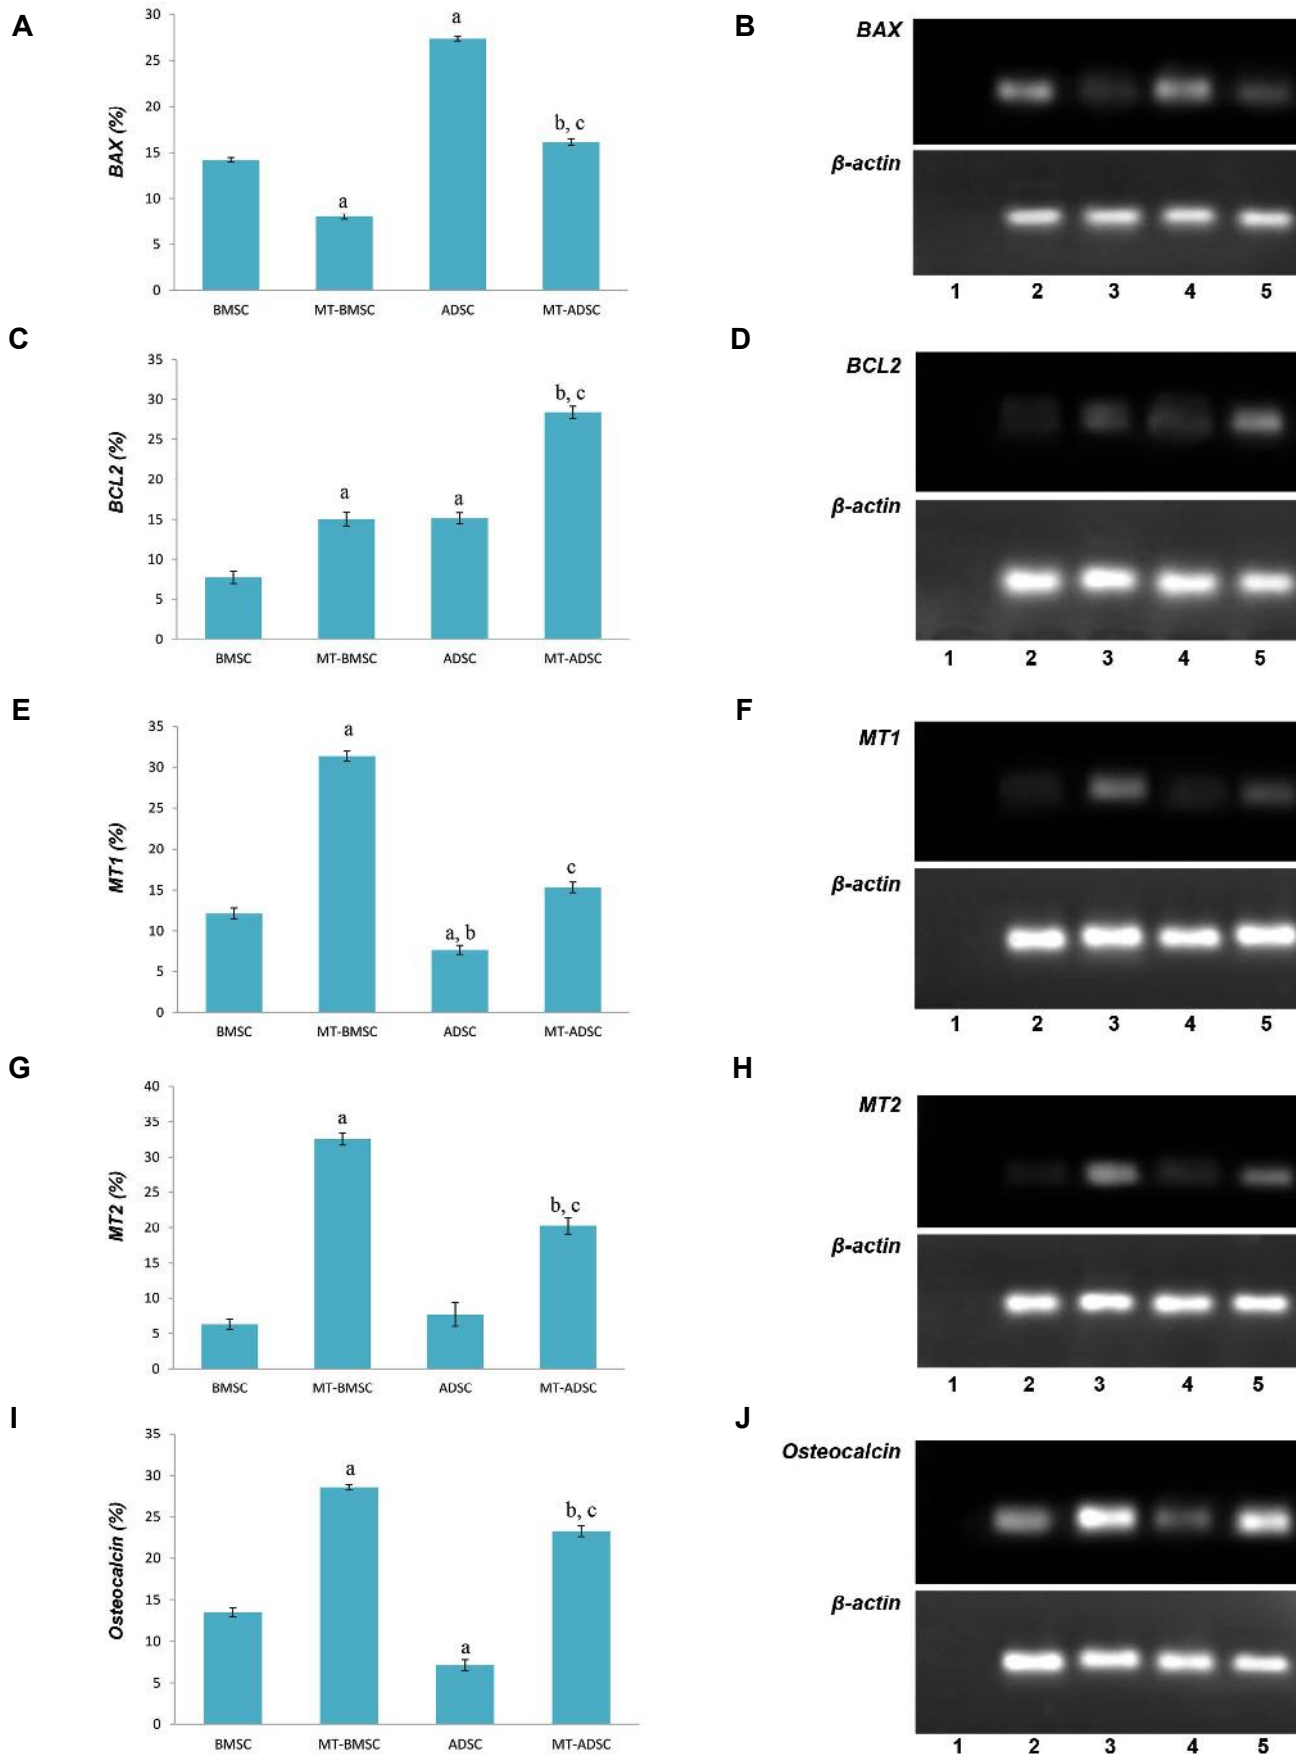 A
30
25
20
15
10
5
0
BAX (%)
a
a
b, c
BMSC MT-BMSC ADSC MT-ADSC
B
BAX
β-actin
1 2 3 4 5
C
35
30
25
20
15
10
5
0
BCL2 (%)
a
a
b, c
BMSC MT-BMSC ADSC MT-ADSC
D
BCL2
β-actin
1 2 3 4 5
E
35
30
25
20
15
10
5
0
MT1 (%)
a
a, b
c
BMSC MT-BMSC ADSC MT-ADSC
F
MT1
β-actin
1 2 3 4 5
G
40
35
30
25
20
15
10
5
0
MT2 (%)
a
b, c
BMSC MT-BMSC ADSC MT-ADSC
H
MT2
β-actin
1 2 3 4 5
I
35
30
25
20
15
10
5
0
Osteocalcin (%)
a
a
b, c
BMSC MT-BMSC ADSC MT-ADSC
J
Osteocalcin
β-actin
1 2 3 4 5